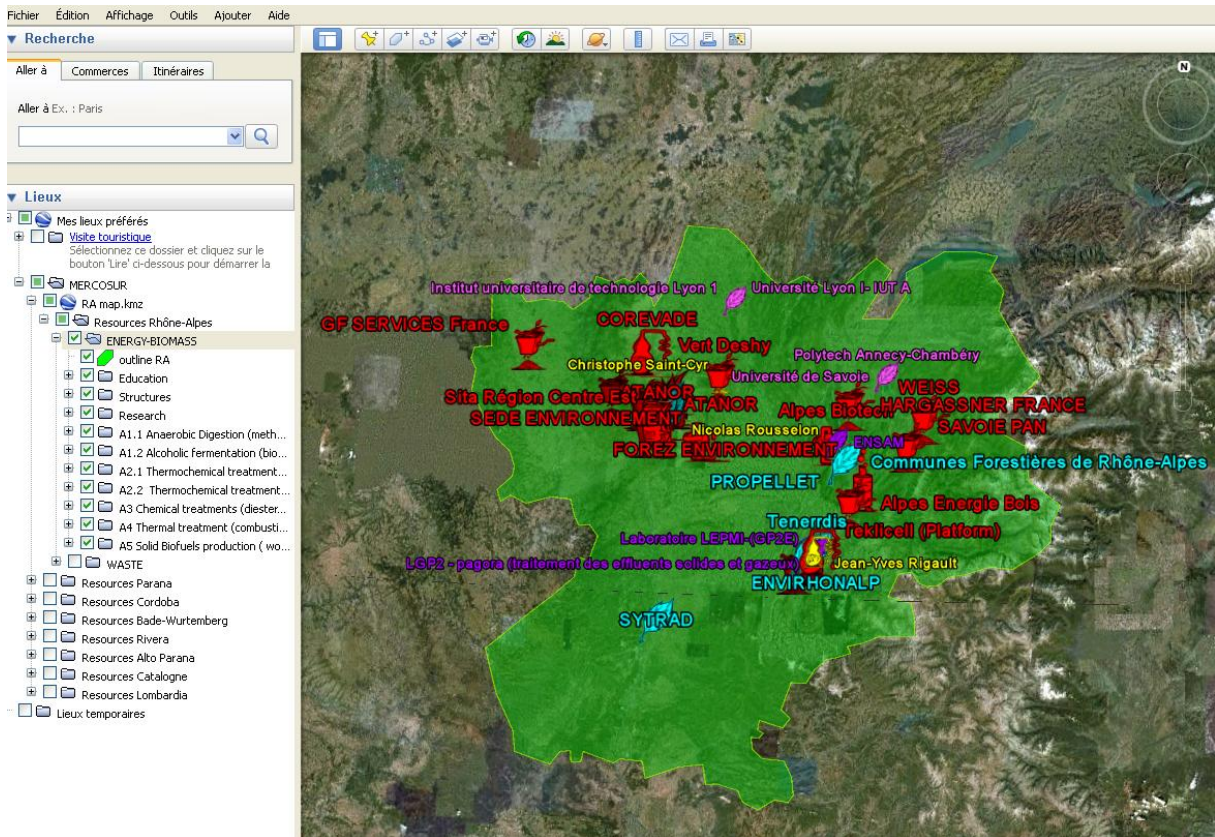 Fichier Édition Affichage Outils Ajouter Aide
Recherche
Aller à Commerces Itinéraires
Aller à Ex. : Paris
Lieux
Mes lieux préférés
Visite touristique
Sélectionnez ce dossier et cliquez sur le
bouton 'Lire' ci-dessous pour démarrer la
MERCOSUR
RA map.kmz
Resources Rhône-Alpes
ENERGY-BIOMASS
outline RA
Education
Structures
Research
A1.1 Anaerobic Digestion (meth...
A1.2 Alcoholic fermentation (bio...
A2.1 Thermochemical treatment...
A2.2 Thermochemical treatment...
A3 Chemical treatments (diester...
A4 Thermal treatment (combusti...
A5 Solid Biofuels production ( wo...
WASTE
Resources Parana
Resources Cordoba
Resources Bade-Wurtemberg
Resources Rivera
Resources Alto Parana
Resources Catalogne
Resources Lombardia
Lieux temporaires
N
Institut universitaire de technologie Lyon 1
Université Lyon I- IUT A
GF SERVICES France
COREVADE
Vert Deshy
Christophe Saint-Cyr
Polytech Annecy-Chambéry
Université de Savoie
WEISS
Sita Région Centre Est
ATANOR
ATANOR
Alpes Biotech
HARGASSNER FRANCE
SEDE ENVIRONNEMENT
Nicolas Rousselon
SAVOIE PAN
FOREZ ENVIRONNEMENT
ENSAM
Communes Forestières de Rhône-Alpes
PROPELLET
Alpes Energie Bois
Tenerrdis
Teklicell (Platform)
Laboratoire LEPMI-(GP2E)
LGP2 - pagora (traitement des effluents solides et gazeux)
Jean-Yves Rigault
ENVIRHONALP
SYTRAD